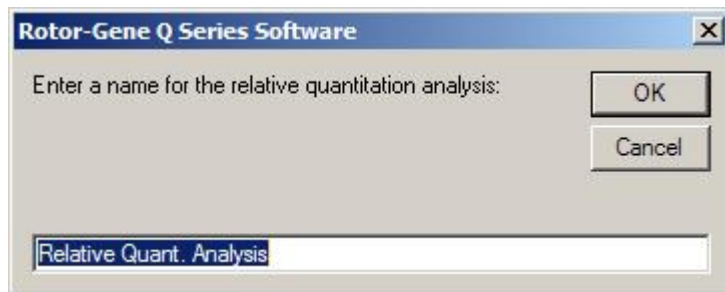 Rotor-Gene Q Series Software
Enter a name for the relative quantitation analysis:
OK
Cancel
Relative Quant. Analysis